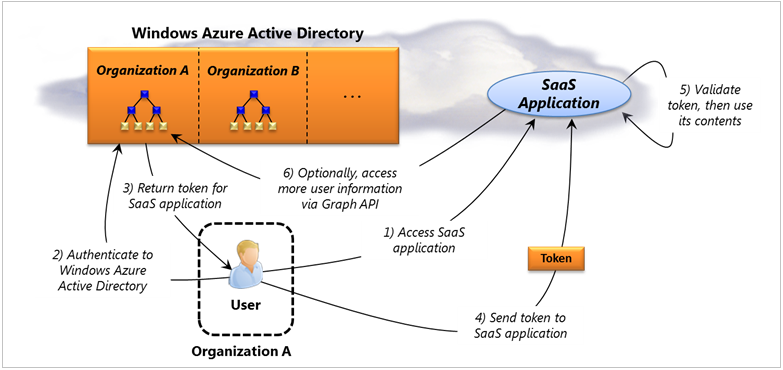 Windows Azure Active Directory
Organization A
Organization B
...
SaaS
Application
5) Validate
token, then use
its contents
6) Optionally, access
more user information
via Graph API
3) Return token for
SaaS application
1) Access SaaS
application
2) Authenticate to
Windows Azure
Active Directory
Token
User
4) Send token to
SaaS application
Organization A